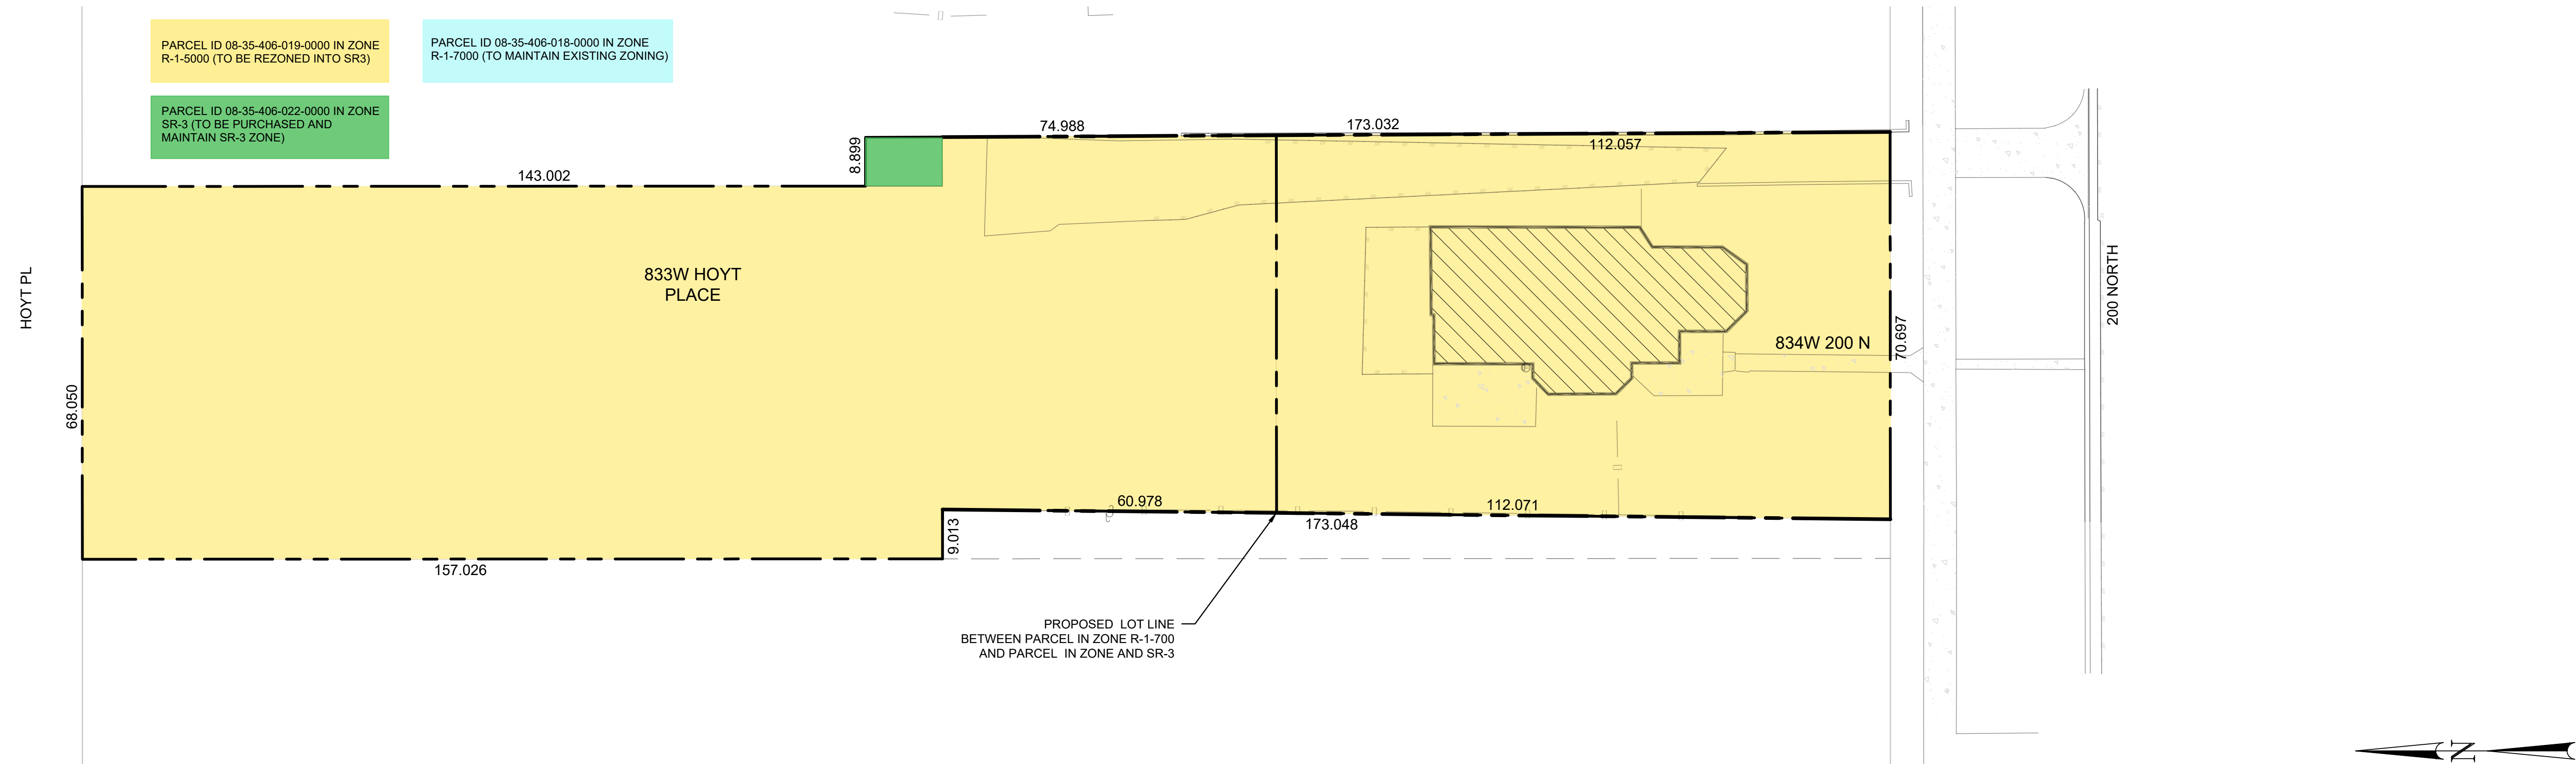 PARCEL ID 08-35-406-019-0000 IN ZONE
R-1-5000 (TO BE REZONED INTO SR3)
PARCEL ID 08-35-406-018-0000 IN ZONE
R-1-7000 (TO MAINTAIN EXISTING ZONING)
PARCEL ID 08-35-406-022-0000 IN ZONE
SR-3 (TO BE PURCHASED AND
MAINTAIN SR-3 ZONE)
74.988
173.032
112.057
8.899
143.002
HOYT PL
833W HOYT
PLACE
200 NORTH
834W 200 N
70.697
68.050
60.978
112.071
173.048
9.013
157.026
PROPOSED LOT LINE
BETWEEN PARCEL IN ZONE R-1-700
AND PARCEL IN ZONE AND SR-3
N